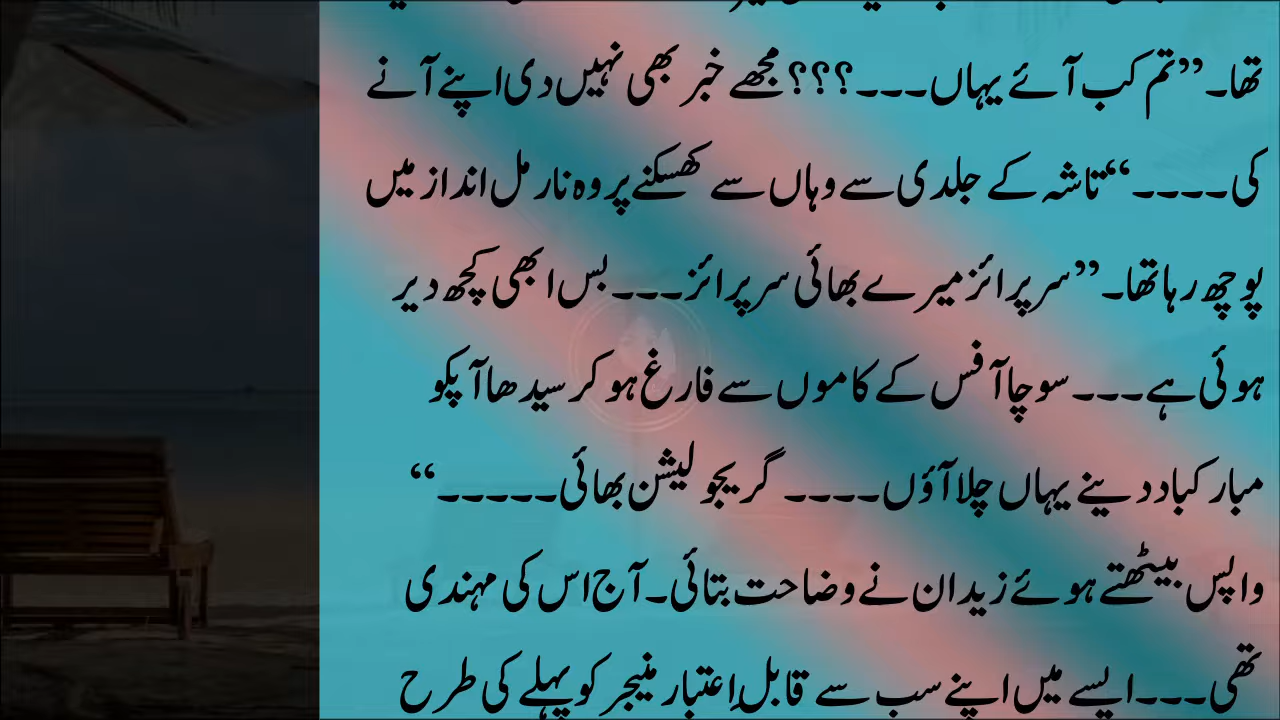 تھا۔ ”تم کب آئے یہاں۔۔۔؟؟؟ مجھے خبر بھی نہیں دی اپنے آنے
کی۔۔۔۔“ تاشہ کے جلدی سے وہاں سے کھسکنے پر وہ نارمل انداز میں
پوچھ رہا تھا۔ ”سرپرائز میرے بھائی سرپرائز۔۔۔ بس ابھی کچھ دیر
ہوئی ہے۔۔۔ سوچا آفس کے کاموں سے فارغ ہو کر سیدھا آپکو
مبارکباد دینے یہاں چلا آؤں۔۔۔۔ گریجولیشن بھائی۔۔۔۔۔“
واپس بیٹھتے ہوئے زیدان نے وضاحت بتائی۔ آج اس کی مہندی
تھی۔۔۔ ایسے میں اپنے سب سے قابلِ اعتبار منیجر کو پہلے کی طرح